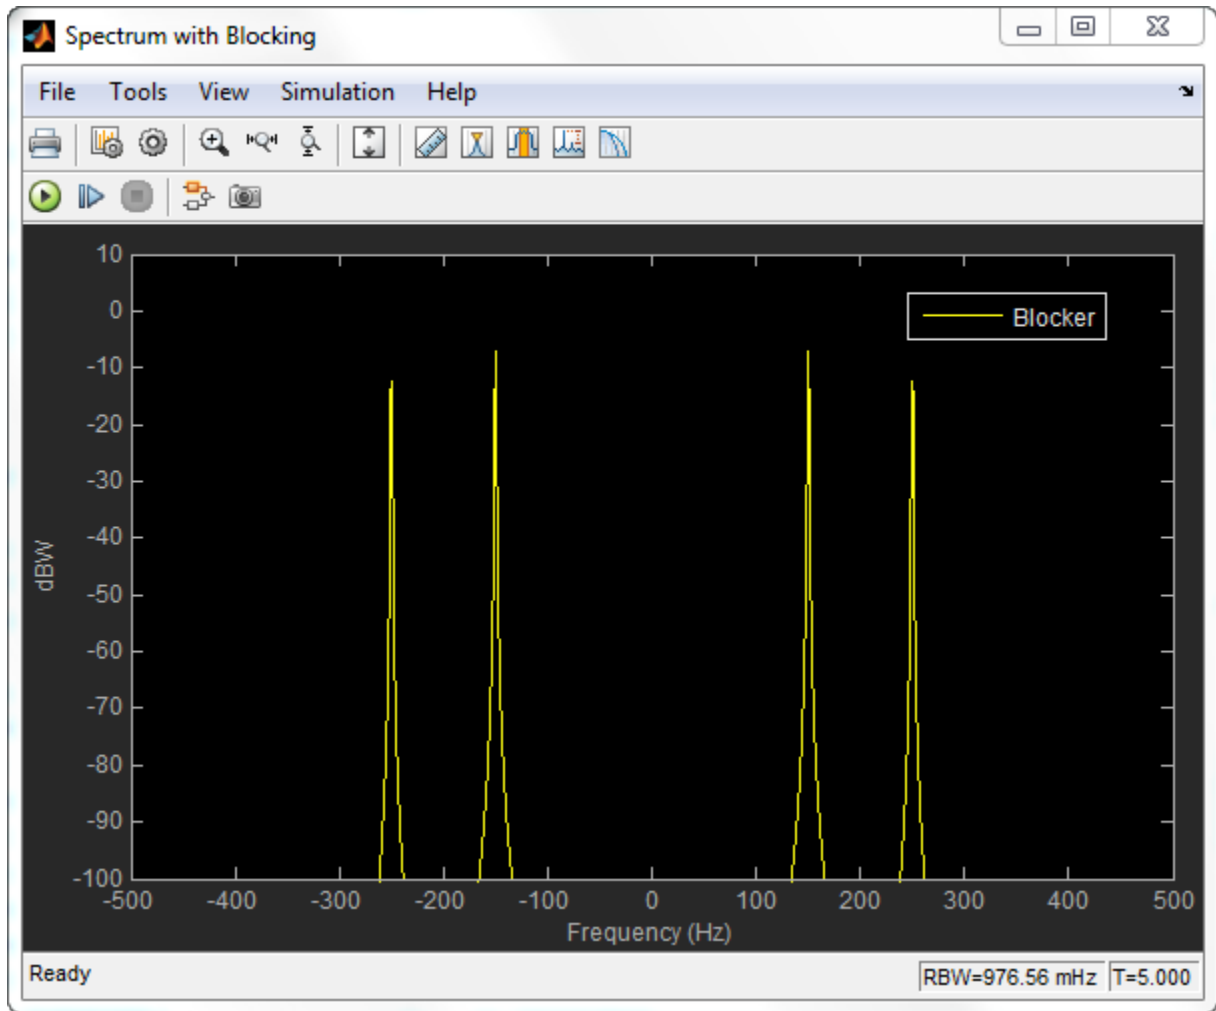 Spectrum with Blocking
File Tools View Simulation Help
10
0
-10
-20
-30
-40
-50
-60
-70
-80
-90
-100
dBW
Blocker
-500 -400 -300 -200 -100 0 100 200 300 400 500
Frequency (Hz)
Ready RBW=976.56 mHz T=5.000